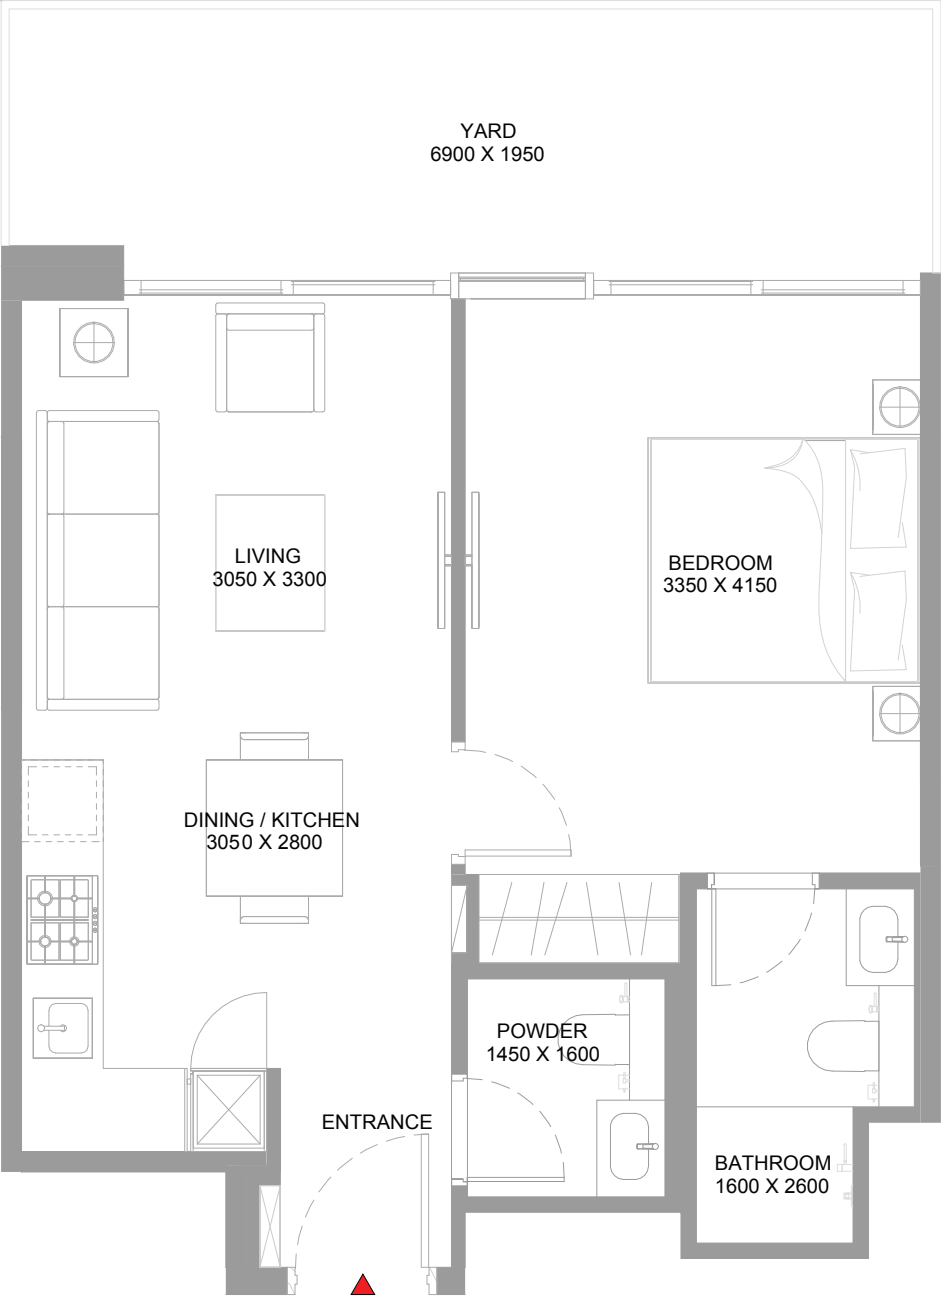 YARD
6900 X 1950
LIVING
3050 X 3300
BEDROOM
3350 X 4150
DINING / KITCHEN
3050 X 2800
POWDER
1450 X 1600
ENTRANCE
BATHROOM
1600 X 2600